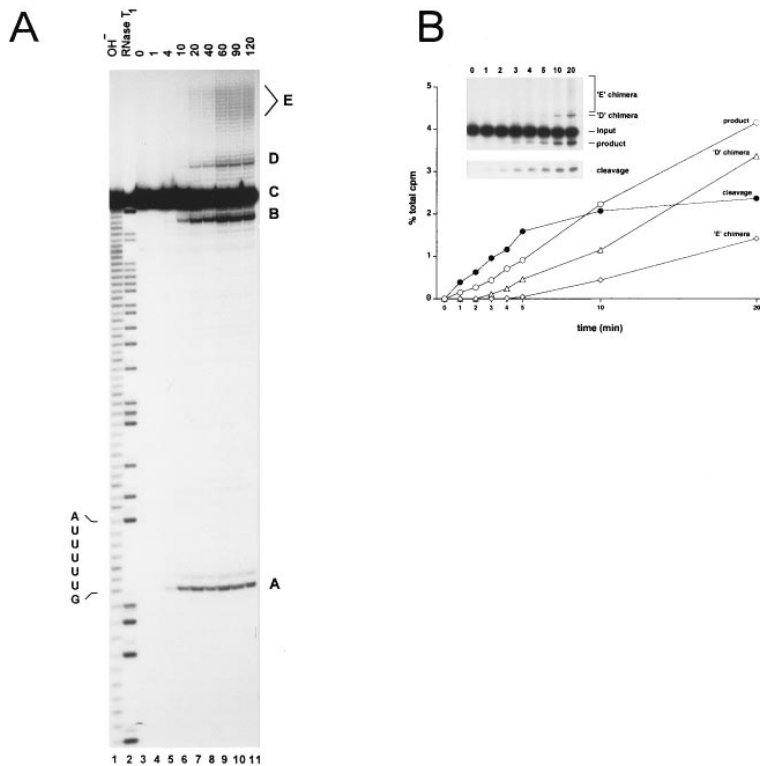 A
OH⁻
RNase T₁
0
1
4
10
20
40
60
90
120
E
D
C
B
A
U
U
U
U
U
G
A
1 2 3 4 5 6 7 8 9 10 11
B
0 1 2 3 4 5 10 20
'E' chimera
'D' chimera
input
product
cleavage
% total cpm
5
4
3
2
1
0
product
'D' chimera
cleavage
'E' chimera
0 1 2 3 4 5 10 20
time (min)